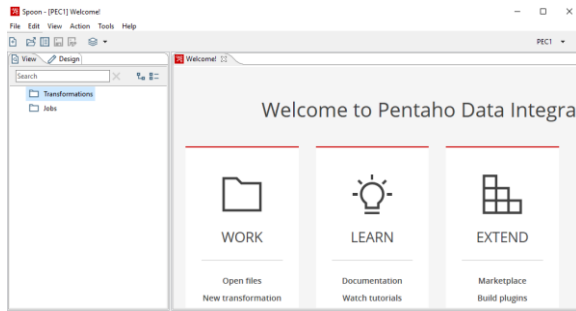 Spoon - [PEC1] Welcome!
File Edit View Action Tools Help
PEC1
View Design
Welcome!
Search
Transformations
Jobs
Welcome to Pentaho Data Integra
WORK LEARN EXTEND
Open files Documentation Marketplace
New transformation Watch tutorials Build plugins